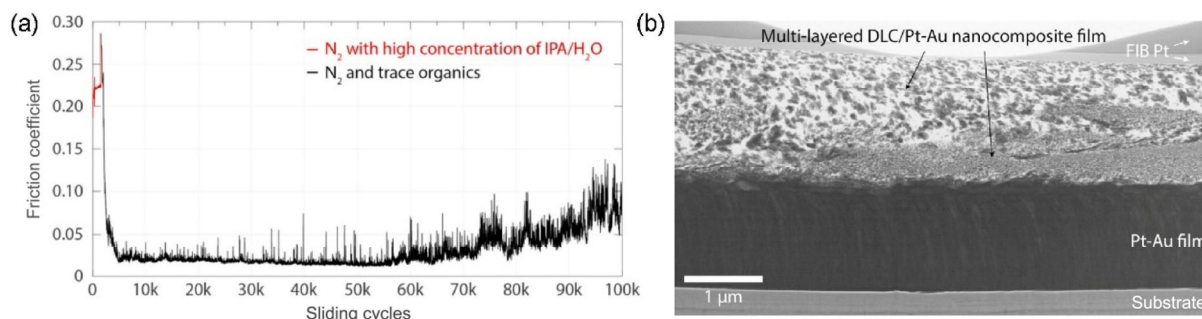 (a)
0.30
0.25
0.20
0.15
0.10
0.05
0
Friction coefficient
N₂ with high concentration of IPA/H₂O
N₂ and trace organics
0 10k 20k 30k 40k 50k 60k 70k 80k 90k 100k
Sliding cycles
(b)
Multi-layered DLC/Pt-Au nanocomposite film
FIB Pt
Pt-Au film
1 μm
Substrate